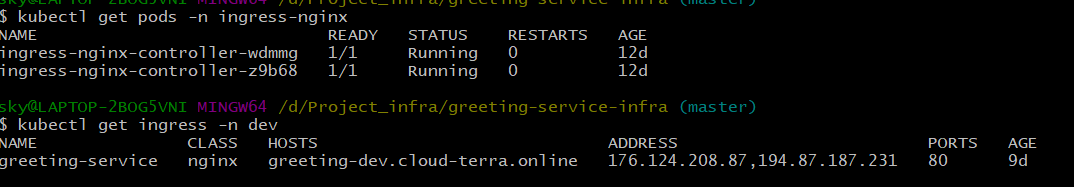 sky@LAPTOP-2BOG5VNI MINGW64 /d/Project_infra/greeting-service-infra (master)
$ kubectl get pods -n ingress-nginx
NAME READY STATUS RESTARTS AGE
ingress-nginx-controller-wdmmg 1/1 Running 0 12d
ingress-nginx-controller-z9b68 1/1 Running 0 12d
sky@LAPTOP-2BOG5VNI MINGW64 /d/Project_infra/greeting-service-infra (master)
$ kubectl get ingress -n dev
NAME CLASS HOSTS ADDRESS PORTS AGE
greeting-service nginx greeting-dev.cloud-terra.online 176.124.208.87,194.87.187.231 80 9d